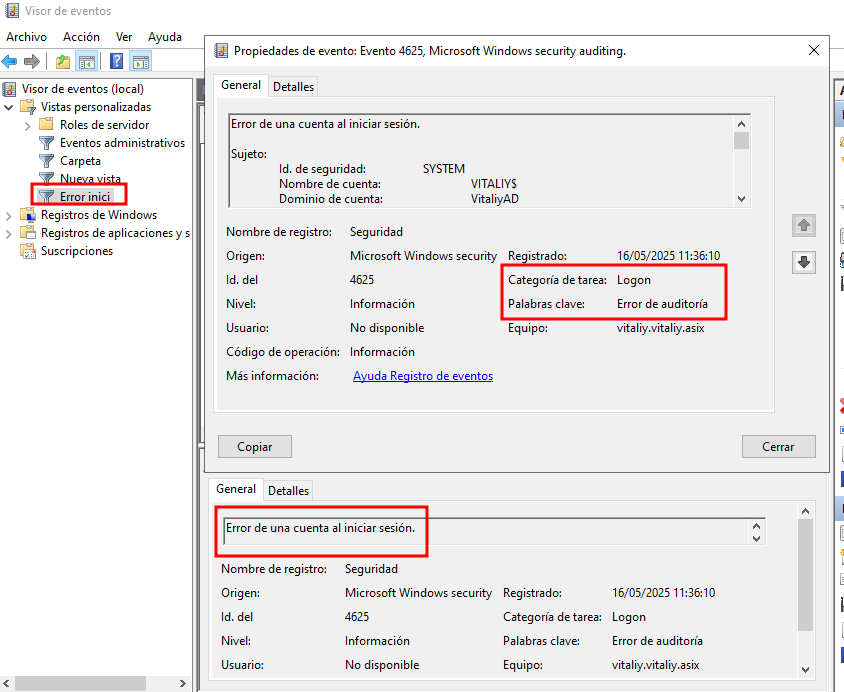 Visor de eventos
Archivo Acción Ver Ayuda
Visor de eventos (local)
Vistas personalizadas
Roles de servidor
Eventos administrativos
Carpeta
Nueva vista
Error inici
Registros de Windows
Registros de aplicaciones y s
Suscripciones
Propiedades de evento: Evento 4625, Microsoft Windows security auditing.
General Detalles
Error de una cuenta al iniciar sesión.
Sujeto:
Id. de seguridad: SYSTEM
Nombre de cuenta: VITALIY$
Dominio de cuenta: VitaliyAD
Nombre de registro: Seguridad
Origen: Microsoft Windows security Registrado: 16/05/2025 11:36:10
Id. del 4625 Categoría de tarea: Logon
Nivel: Información Palabras clave: Error de auditoría
Usuario: No disponible Equipo: vitaliy.vitaliy.asix
Código de operación: Información
Más información: Ayuda Registro de eventos
Copiar Cerrar
General Detalles
Error de una cuenta al iniciar sesión.
Nombre de registro: Seguridad
Origen: Microsoft Windows security Registrado: 16/05/2025 11:36:10
Id. del 4625 Categoría de tarea: Logon
Nivel: Información Palabras clave: Error de auditoría
Usuario: No disponible Equipo: vitaliy.vitaliy.asix